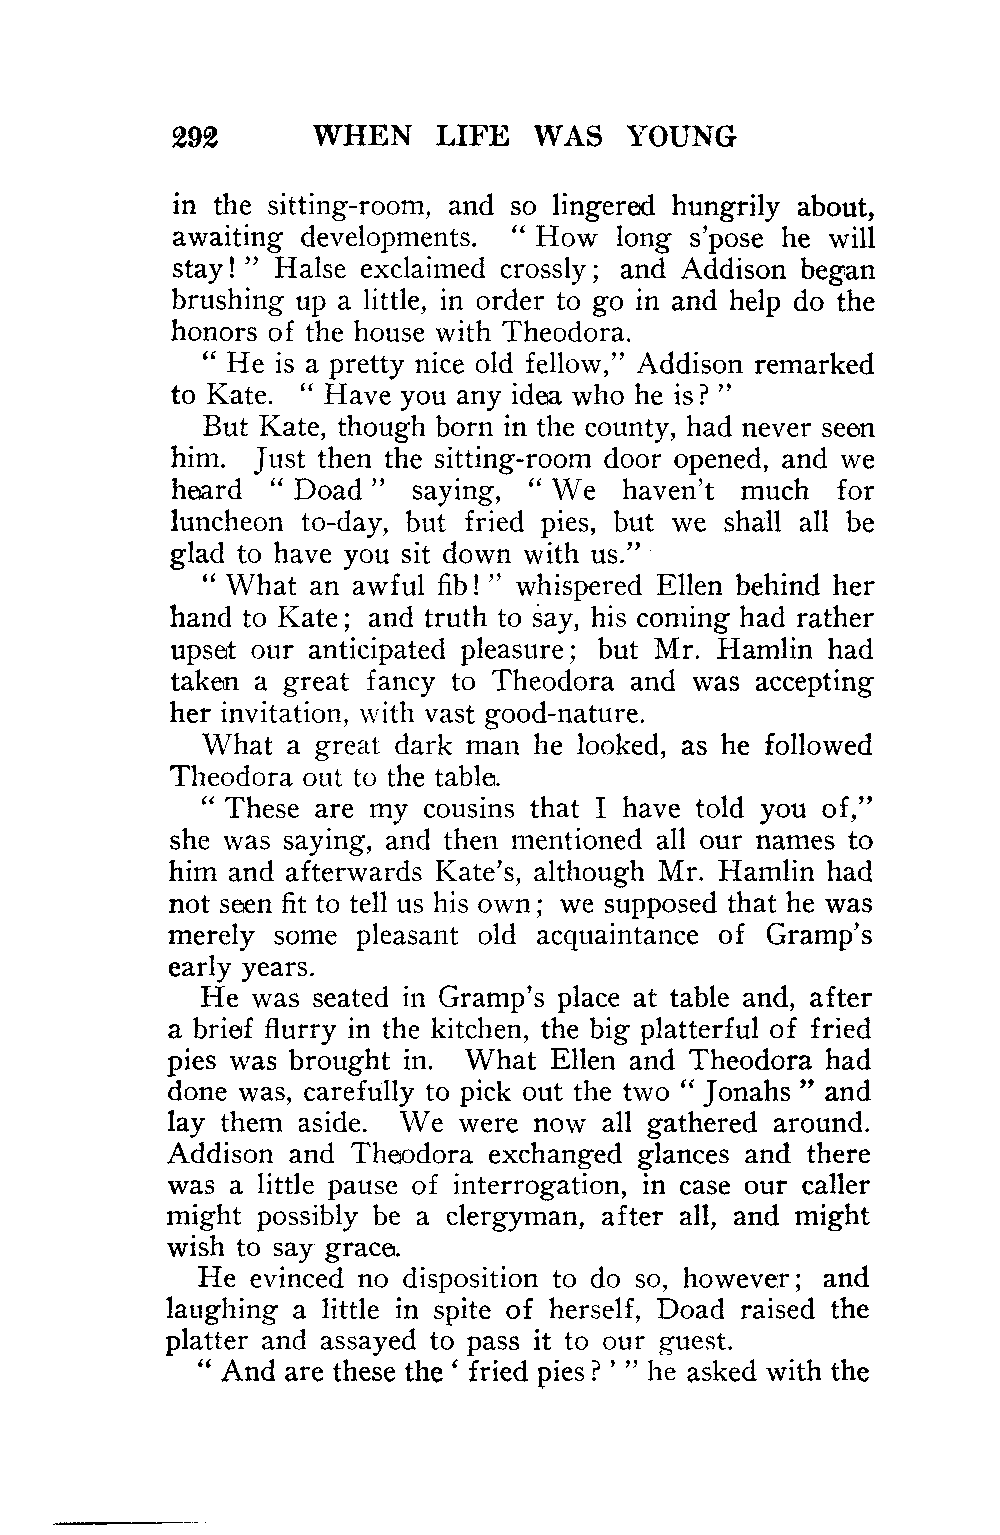 292 WHEN LIFE WAS YOUNG
in the sitting-room, and so lingered hungrily about,
awaiting developments. “ How long s’pose he will
stay! ” Halse exclaimed crossly; and Addison began
brushing up a little, in order to go in and help do the
honors of the house with Theodora.
“ He is a pretty nice old fellow,” Addison remarked
to Kate. “ Have you any idea who he is? ”
But Kate, though born in the county, had never seen
him. Just then the sitting-room door opened, and we
heard “ Doad ” saying, “ We haven’t much for
luncheon to-day, but fried pies, but we shall all be
glad to have you sit down with us.”
“ What an awful fib! ” whispered Ellen behind her
hand to Kate; and truth to say, his coming had rather
upset our anticipated pleasure; but Mr. Hamlin had
taken a great fancy to Theodora and was accepting
her invitation, with vast good-nature.
What a great dark man he looked, as he followed
Theodora out to the table.
“ These are my cousins that I have told you of,”
she was saying, and then mentioned all our names to
him and afterwards Kate’s, although Mr. Hamlin had
not seen fit to tell us his own; we supposed that he was
merely some pleasant old acquaintance of Gramp’s
early years.
He was seated in Gramp’s place at table and, after
a brief flurry in the kitchen, the big platterful of fried
pies was brought in. What Ellen and Theodora had
done was, carefully to pick out the two “ Jonahs ” and
lay them aside. We were now all gathered around.
Addison and Theodora exchanged glances and there
was a little pause of interrogation, in case our caller
might possibly be a clergyman, after all, and might
wish to say grace.
He evinced no disposition to do so, however; and
laughing a little in spite of herself, Doad raised the
platter and assayed to pass it to our guest.
“ And are these the ‘ fried pies? ’ ” he asked with the